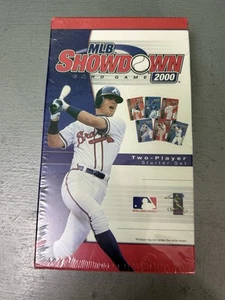 MLB
SHOWDOWN
CARD GAME 2000
Braves
Two-Player
Starter Set